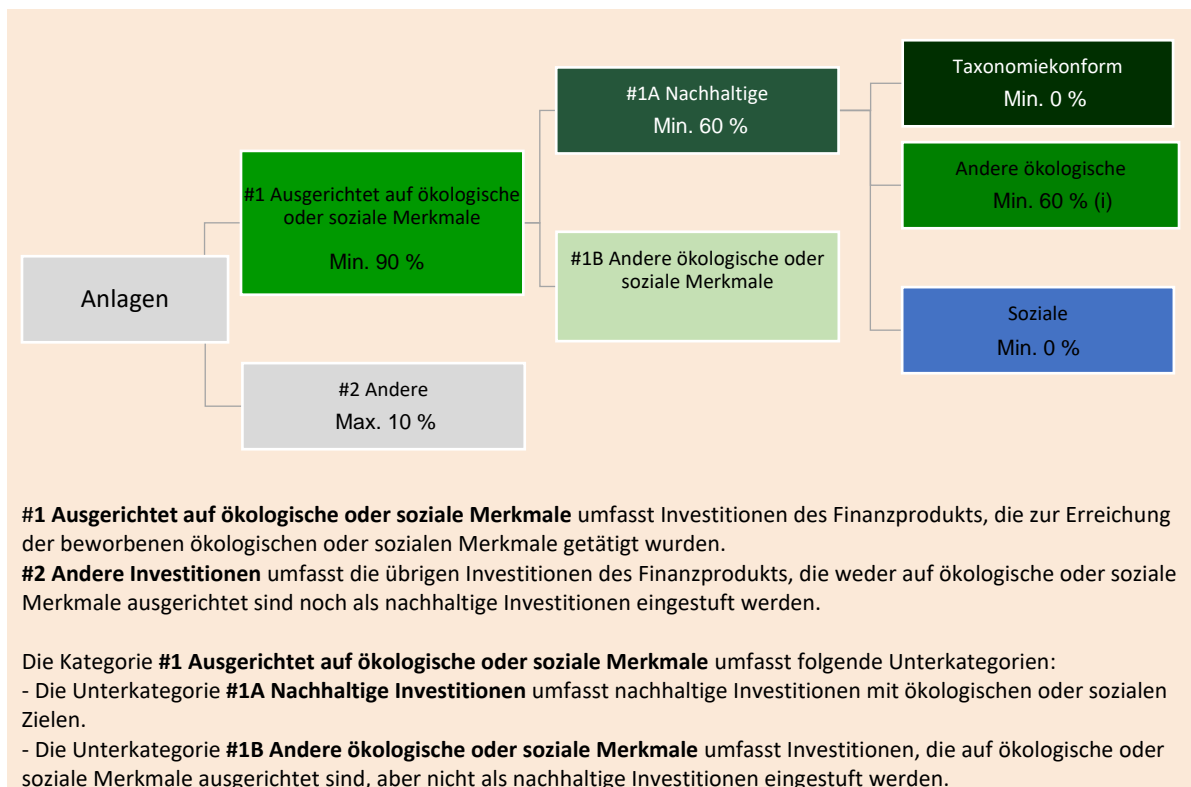 Anlagen
#1 Ausgerichtet auf ökologische
oder soziale Merkmale
Min. 90 %
#2 Andere
Max. 10 %
#1A Nachhaltige
Min. 60 %
#1B Andere ökologische oder
soziale Merkmale
Taxonomiekonform
Min. 0 %
Andere ökologische
Min. 60 % (i)
Soziale
Min. 0 %
#1 Ausgerichtet auf ökologische oder soziale Merkmale umfasst Investitionen des Finanzprodukts, die zur Erreichung
der beworbenen ökologischen oder sozialen Merkmale getätigt wurden.
#2 Andere Investitionen umfasst die übrigen Investitionen des Finanzprodukts, die weder auf ökologische oder soziale
Merkmale ausgerichtet sind noch als nachhaltige Investitionen eingestuft werden.
Die Kategorie #1 Ausgerichtet auf ökologische oder soziale Merkmale umfasst folgende Unterkategorien:
- Die Unterkategorie #1A Nachhaltige Investitionen umfasst nachhaltige Investitionen mit ökologischen oder sozialen
Zielen.
- Die Unterkategorie #1B Andere ökologische oder soziale Merkmale umfasst Investitionen, die auf ökologische oder
soziale Merkmale ausgerichtet sind, aber nicht als nachhaltige Investitionen eingestuft werden.